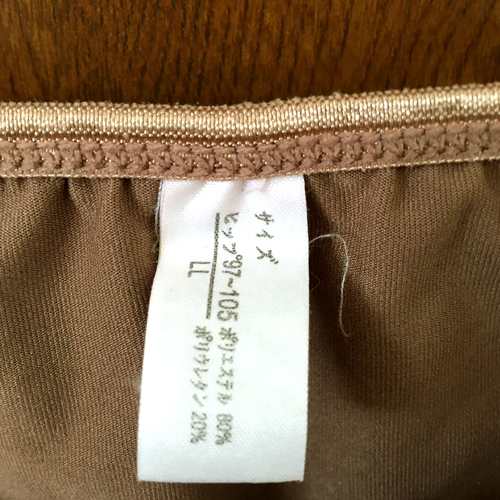 サイズ
ヒップ97~105
LL
ポリエステル 80%
ポリウレタン 20%